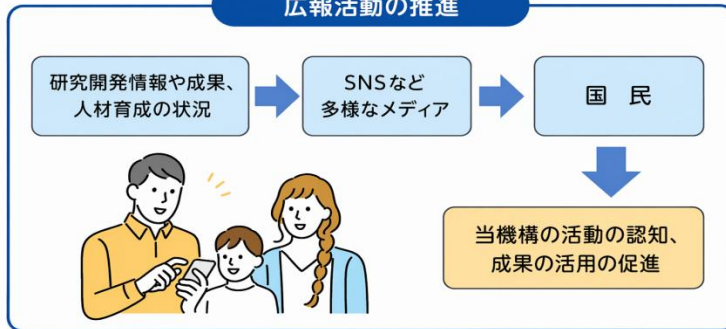 広報活動の推進
研究開発情報や成果、
人材育成の状況
SNSなど
多様なメディア
国　民
当機構の活動の認知、
成果の活用の促進